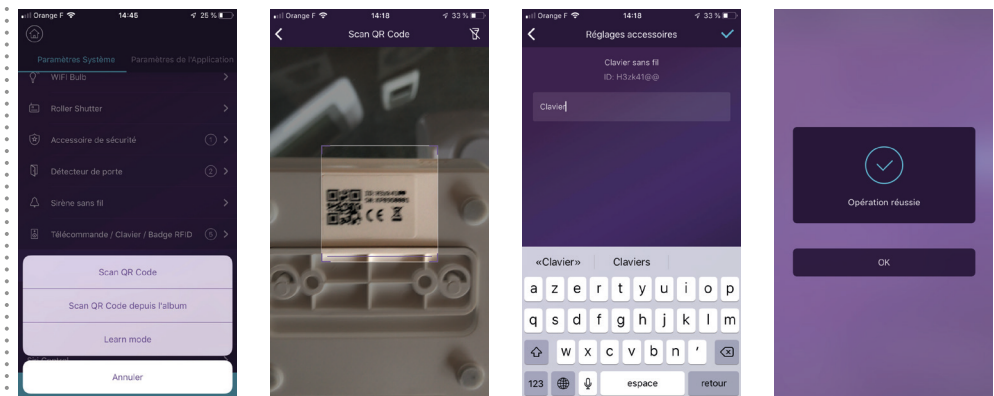 Orange F 14:45 25 %
Paramètres Système Paramètres de l'Application
WiFi Bulb
Roller Shutter
Accessoire de sécurité 1
Détecteur de porte 2
Sirène sans fil
Télécommande / Clavier / Badge RFID 5
Scan QR Code
Scan QR Code depuis l'album
Learn mode
Annuler
Orange F 14:18 33 %
Scan QR Code
Orange F 14:18 33 %
Réglages accessoires
Clavier sans fil
ID: H3zk41@@
Clavier
«Clavier» Claviers
a z e r t y u i o p
q s d f g h j k l m
w x c v b n '
123 espace retour
Opération réussie
OK